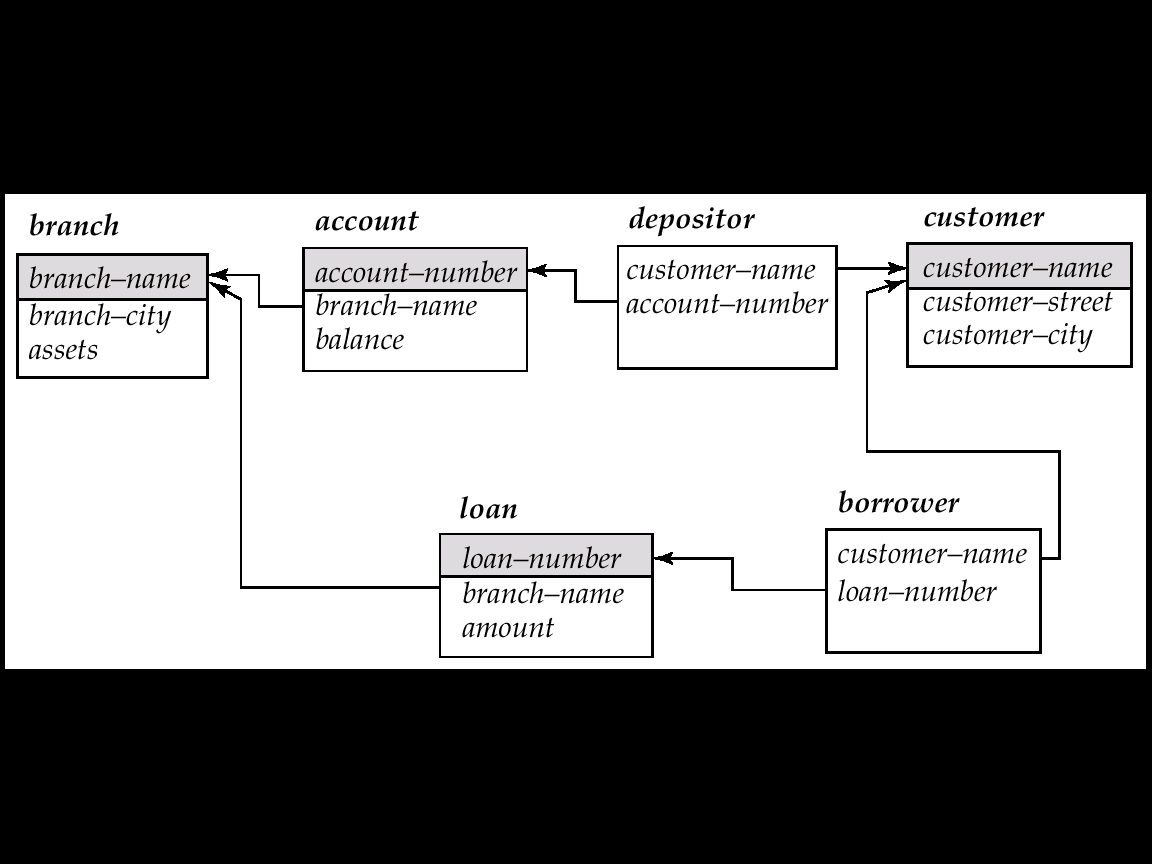 branch
branch–name
branch–city
assets
account
account–number
branch–name
balance
depositor
customer–name
account–number
customer
customer–name
customer–street
customer–city
loan
loan–number
branch–name
amount
borrower
customer–name
loan–number